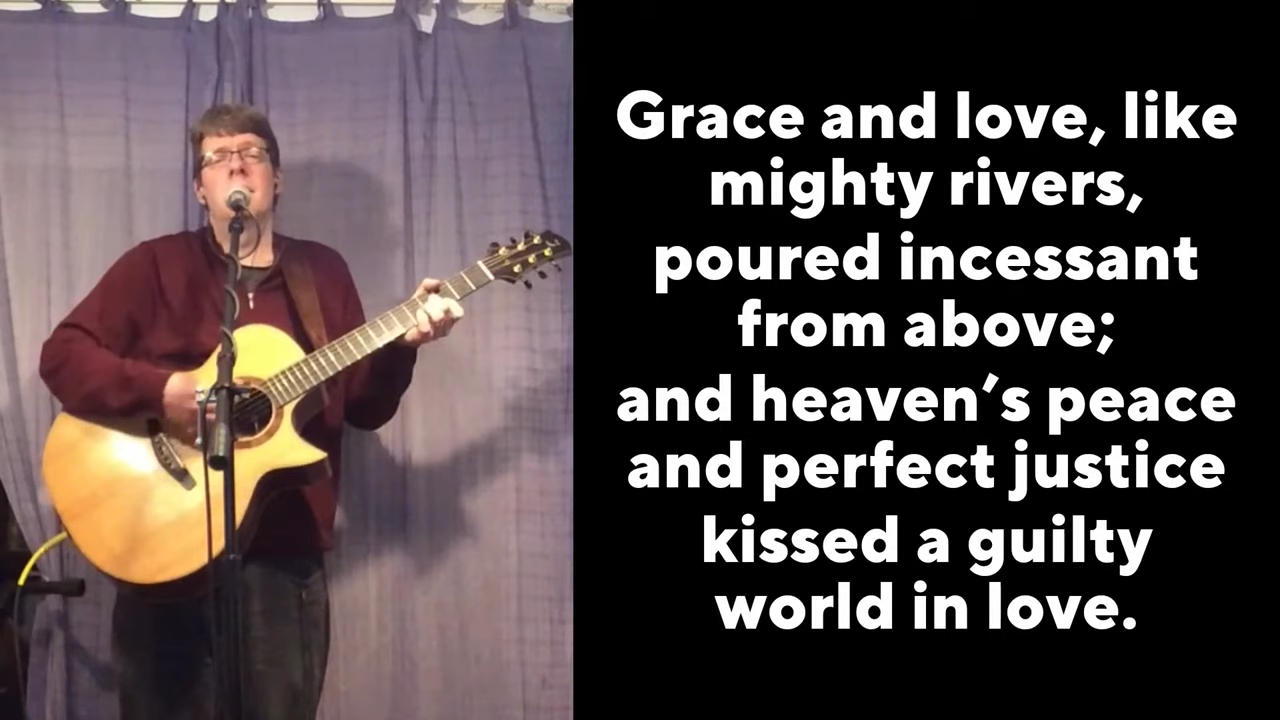 Grace and love, like
mighty rivers,
poured incessant
from above;
and heaven’s peace
and perfect justice
kissed a guilty
world in love.